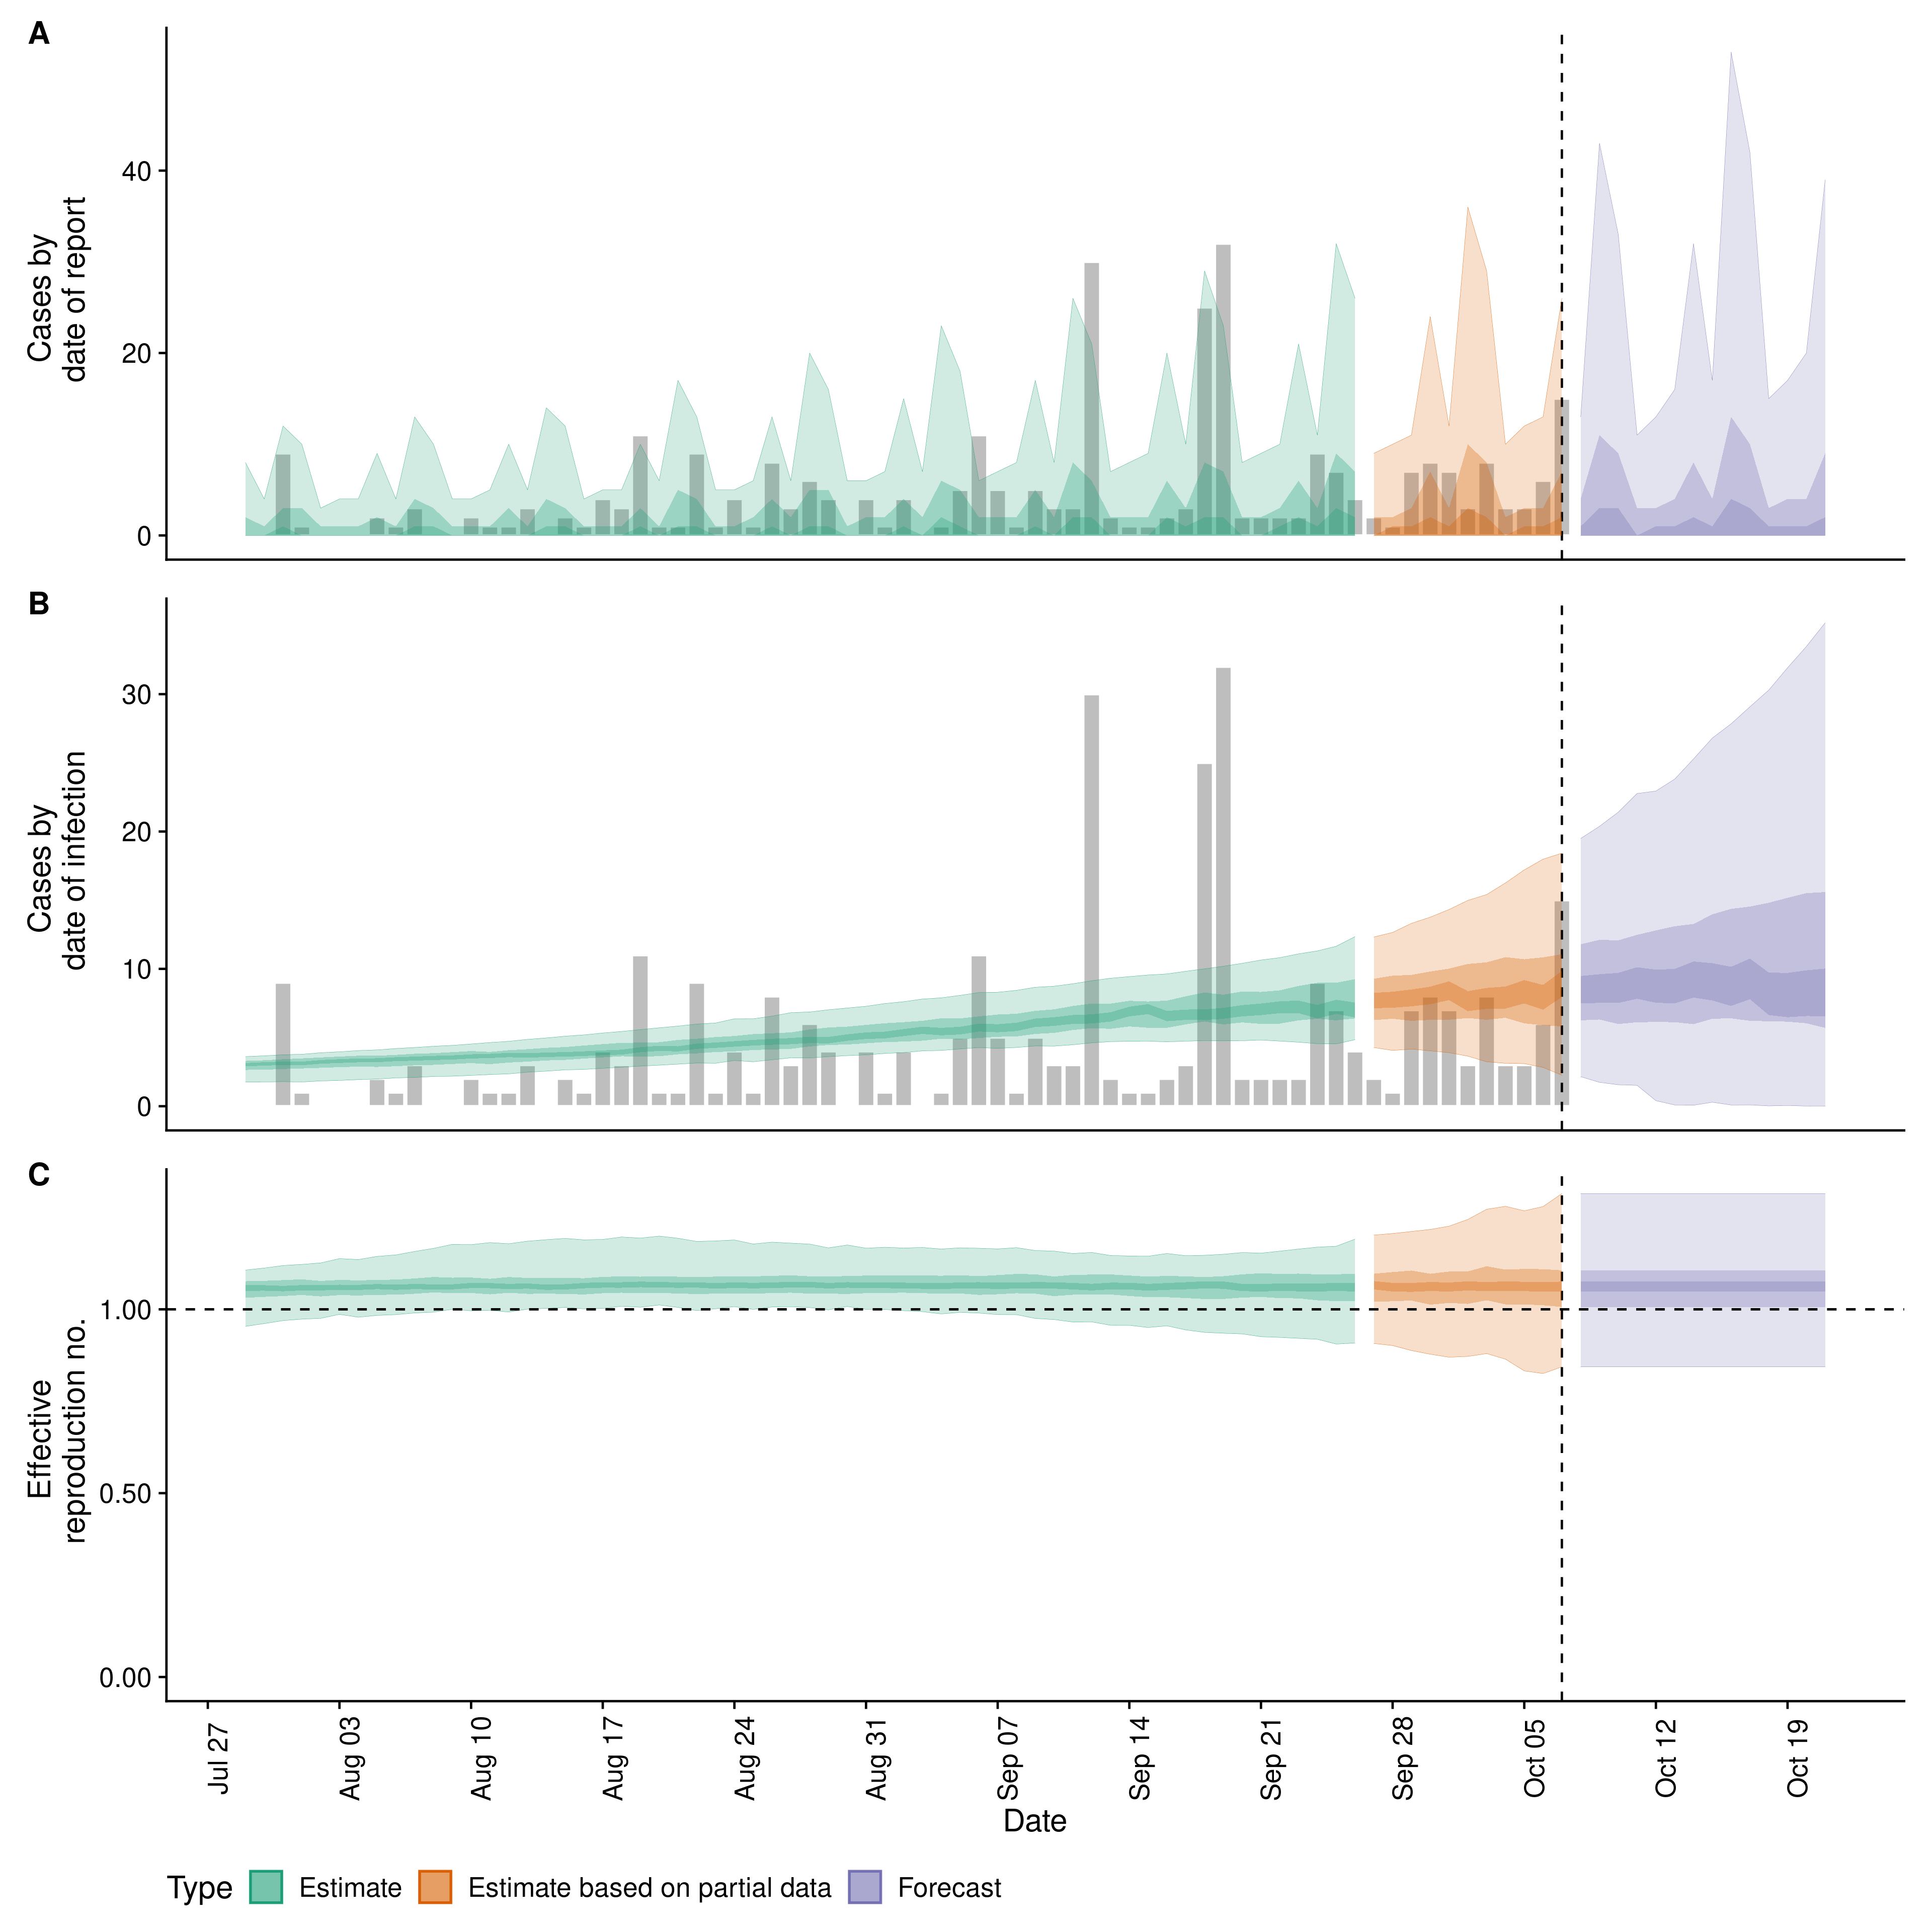 A
Cases by
date of report
40
20
0
B
Cases by
date of infection
30
20
10
0
C
Effective
reproduction no.
1.00
0.50
0.00
Jul 27
Aug 03
Aug 10
Aug 17
Aug 24
Aug 31
Sep 07
Sep 14
Sep 21
Sep 28
Oct 05
Oct 12
Oct 19
Date
Type Estimate Estimate based on partial data Forecast